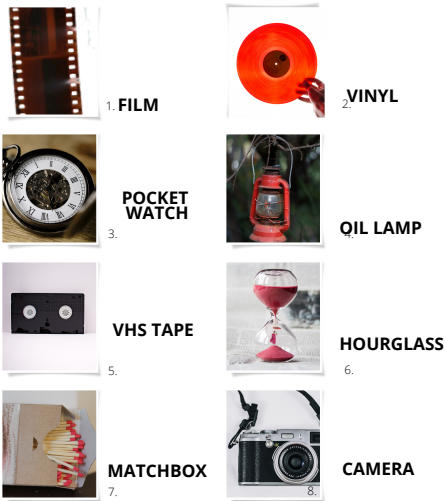 1. FILM
2. VINYL
POCKET
WATCH
3.
4. OIL LAMP
VHS TAPE
5.
HOURGLASS
6.
MATCHBOX
7.
CAMERA
8.